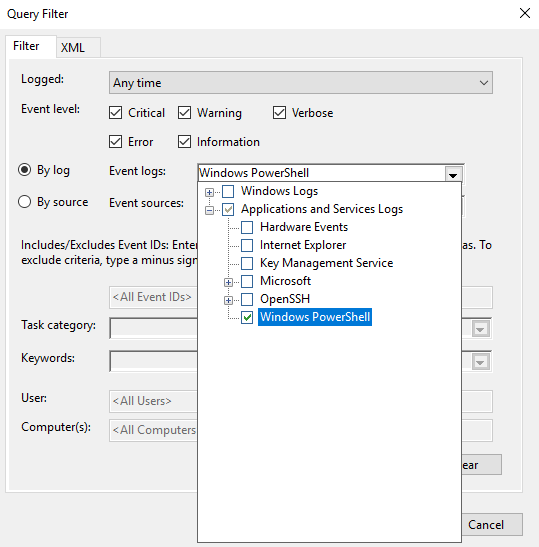 Query Filter
Filter
XML
Logged:
Any time
Event level:
Critical
Warning
Verbose
Error
Information
By log
Event logs:
Windows PowerShell
By source
Event sources:
Windows Logs
Applications and Services Logs
Hardware Events
Internet Explorer
Key Management Service
Microsoft
OpenSSH
Windows PowerShell
Includes/Excludes Event IDs: Enter
as. To
exclude criteria, type a minus sign
<All Event IDs>
Task category:
Keywords:
User:
<All Users>
Computer(s):
<All Computers
ear
Cancel